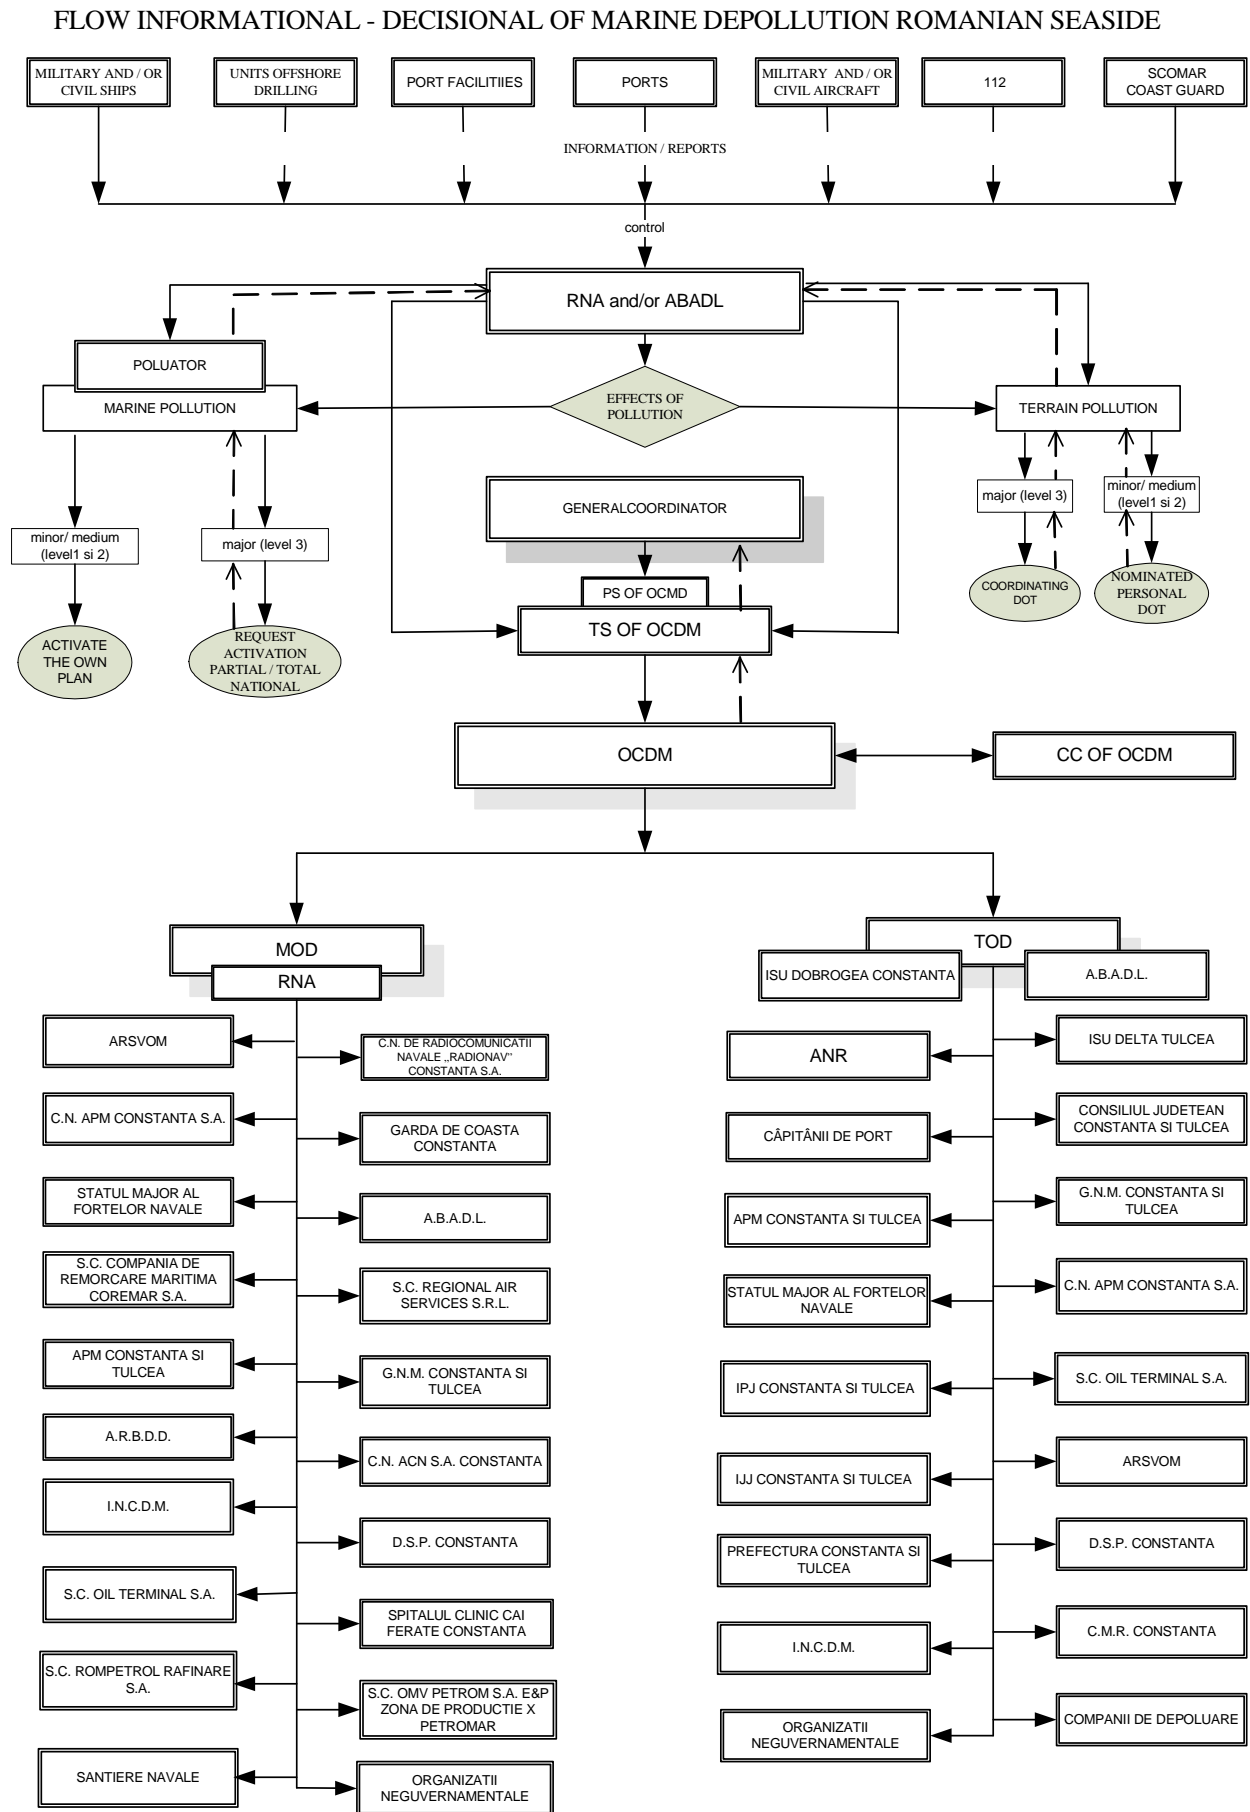 FLOW INFORMATIONAL - DECISIONAL OF MARINE DEPOLLUTION ROMANIAN SEASIDE
MILITARY AND / OR
CIVIL SHIPS
UNITS OFFSHORE
DRILLING
PORT FACILITIIES
PORTS
MILITARY AND / OR
CIVIL AIRCRAFT
112
SCOMAR
COAST GUARD
INFORMATION / REPORTS
control
RNA and/or ABADL
POLUATOR
MARINE POLLUTION
EFFECTS OF
POLLUTION
TERRAIN POLLUTION
minor/ medium
(level1 si 2)
major (level 3)
GENERALCOORDINATOR
major (level 3)
minor/ medium
(level1 si 2)
ACTIVATE
THE OWN
PLAN
REQUEST
ACTIVATION
PARTIAL / TOTAL
NATIONAL
PS OF OCMD
TS OF OCDM
COORDINATING
DOT
NOMINATED
PERSONAL
DOT
OCDM
CC OF OCDM
MOD
RNA
TOD
ISU DOBROGEA CONSTANTA
A.B.A.D.L.
ARSVOM
C.N. DE RADIOCOMUNICATII
NAVALE „RADIONAV"
CONSTANTA S.A.
C.N. APM CONSTANTA S.A.
GARDA DE COASTA
CONSTANTA
STATUL MAJOR AL
FORTELOR NAVALE
A.B.A.D.L.
S.C. COMPANIA DE
REMORCARE MARITIMA
COREMAR S.A.
S.C. REGIONAL AIR
SERVICES S.R.L.
APM CONSTANTA SI
TULCEA
G.N.M. CONSTANTA SI
TULCEA
A.R.B.D.D.
C.N. ACN S.A. CONSTANTA
I.N.C.D.M.
D.S.P. CONSTANTA
S.C. OIL TERMINAL S.A.
SPITALUL CLINIC CAI
FERATE CONSTANTA
S.C. ROMPETROL RAFINARE
S.A.
S.C. OMV PETROM S.A. E&P
ZONA DE PRODUCTIE X
PETROMAR
SANTIERE NAVALE
ORGANIZATII
NEGUVERNAMENTALE
ANR
ISU DELTA TULCEA
CÂPITÂNII DE PORT
CONSILIUL JUDETEAN
CONSTANTA SI TULCEA
APM CONSTANTA SI TULCEA
G.N.M. CONSTANTA SI
TULCEA
STATUL MAJOR AL FORTELOR
NAVALE
C.N. APM CONSTANTA S.A.
IPJ CONSTANTA SI TULCEA
S.C. OIL TERMINAL S.A.
IJJ CONSTANTA SI TULCEA
ARSVOM
PREFECTURA CONSTANTA SI
TULCEA
D.S.P. CONSTANTA
I.N.C.D.M.
C.M.R. CONSTANTA
ORGANIZATII
NEGUVERNAMENTALE
COMPANII DE DEPOLUARE